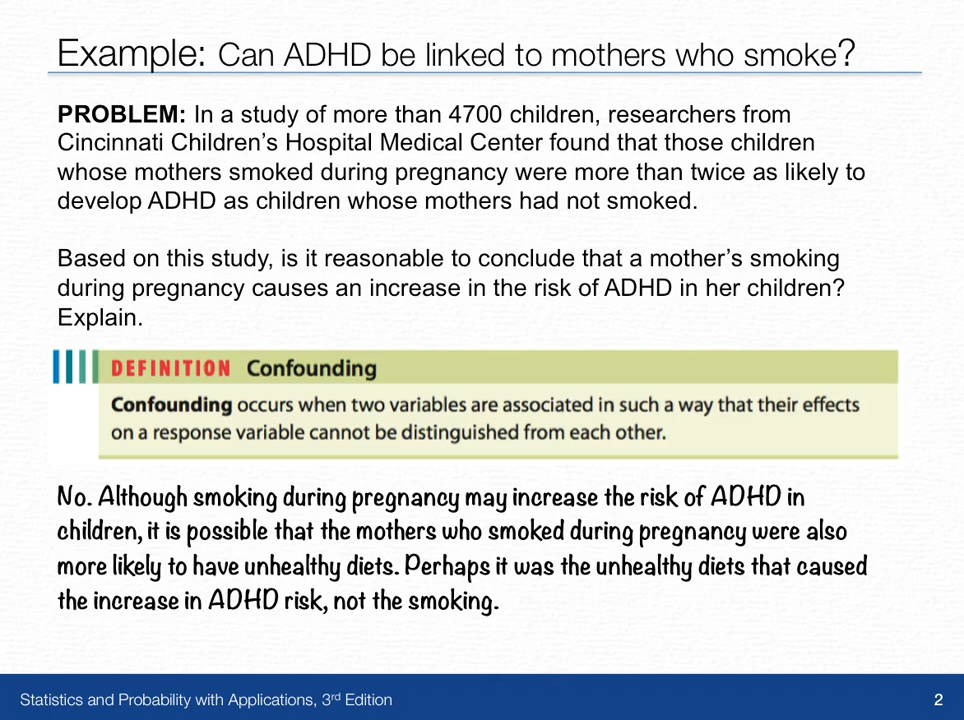 Example: Can ADHD be linked to mothers who smoke?
PROBLEM: In a study of more than 4700 children, researchers from
Cincinnati Children's Hospital Medical Center found that those children
whose mothers smoked during pregnancy were more than twice as likely to
develop ADHD as children whose mothers had not smoked.
Based on this study, is it reasonable to conclude that a mother's smoking
during pregnancy causes an increase in the risk of ADHD in her children?
Explain.
DEFINITION Confounding
Confounding occurs when two variables are associated in such a way that their effects
on a response variable cannot be distinguished from each other.
No. Although smoking during pregnancy may increase the risk of ADHD in
children, it is possible that the mothers who smoked during pregnancy were also
more likely to have unhealthy diets. Perhaps it was the unhealthy diets that caused
the increase in ADHD risk, not the smoking.
Statistics and Probability with Applications, 3rd Edition 2